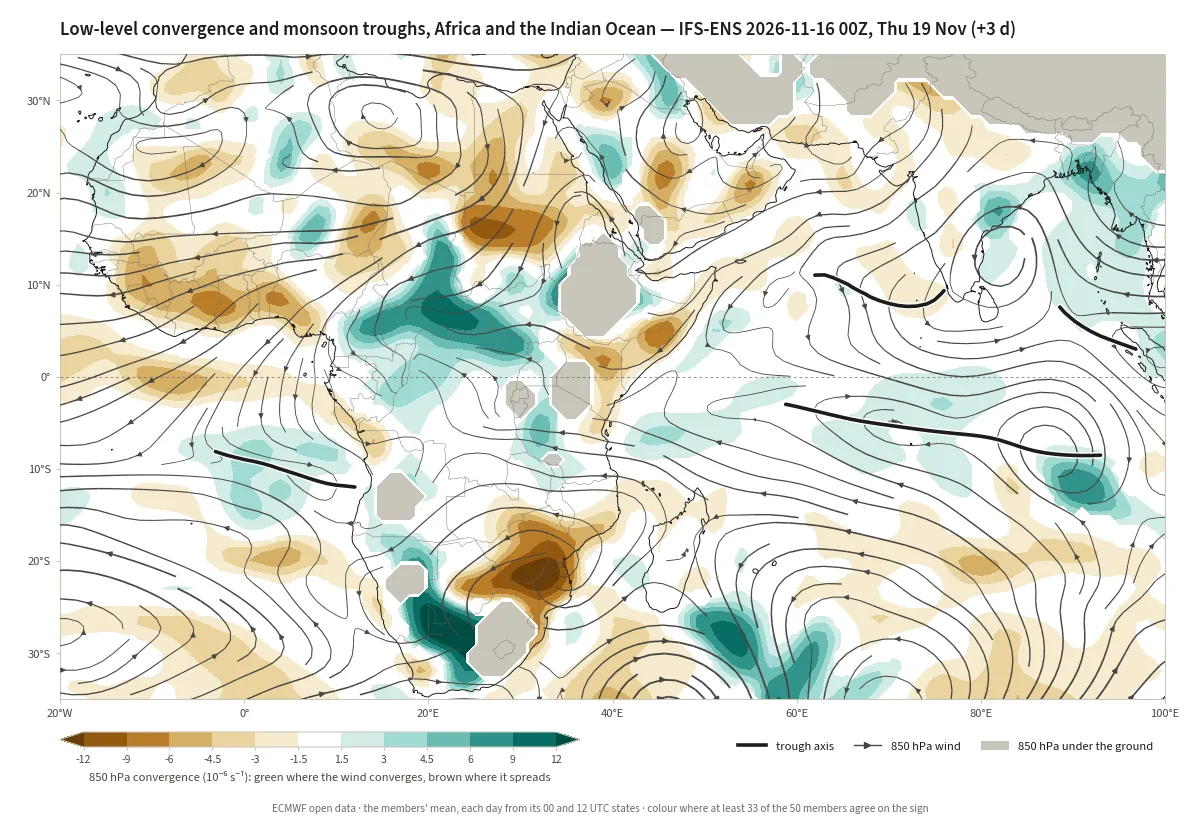 Low-level convergence and monsoon troughs, Africa and the Indian Ocean — IFS-ENS 2026-11-16 00Z, Thu 19 Nov (+3 d)
30°N
20°N
10°N
0°
10°S
20°S
30°S
20°W 0° 20°E 40°E 60°E 80°E 100°E
-12 -9 -6 -4.5 -3 -1.5 1.5 3 4.5 6 9 12
850 hPa convergence (10⁻⁶ s⁻¹): green where the wind converges, brown where it spreads
trough axis 850 hPa wind 850 hPa under the ground
ECMWF open data · the members' mean, each day from its 00 and 12 UTC states · colour where at least 33 of the 50 members agree on the sign